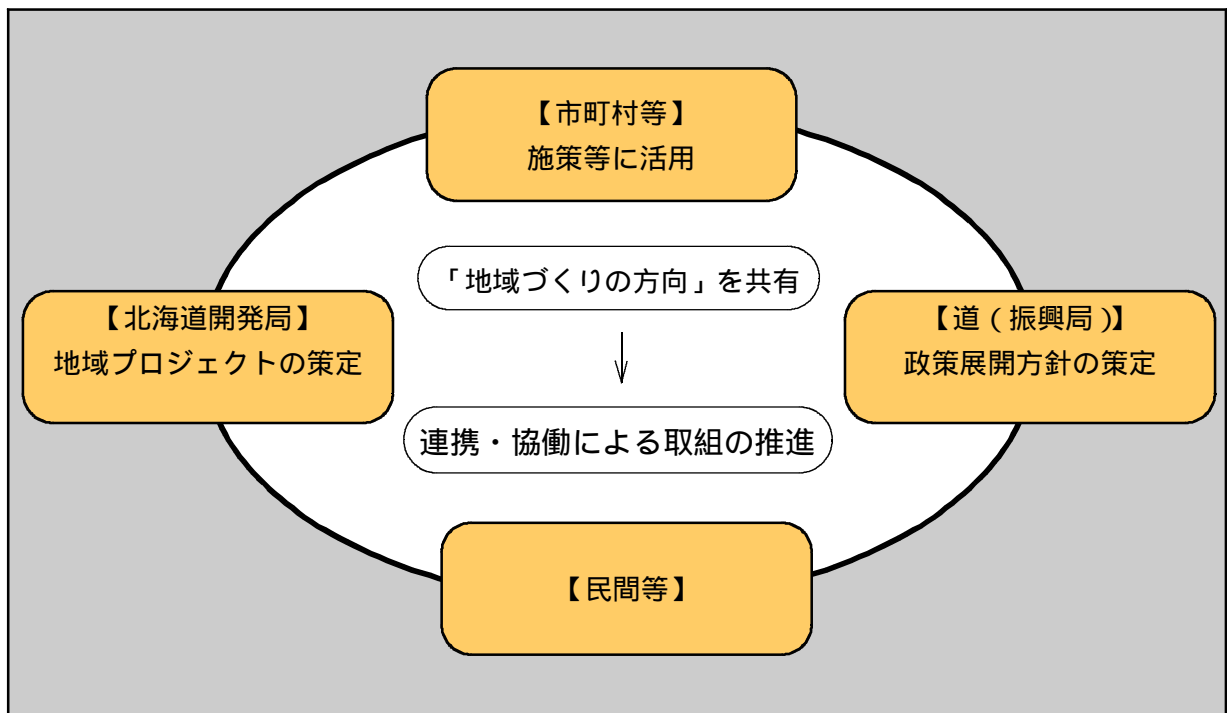 【市町村等】
施策等に活用
「地域づくりの方向」を共有
【北海道開発局】
地域プロジェクトの策定
【道(振興局)】
政策展開方針の策定
連携・協働による取組の推進
【民間等】